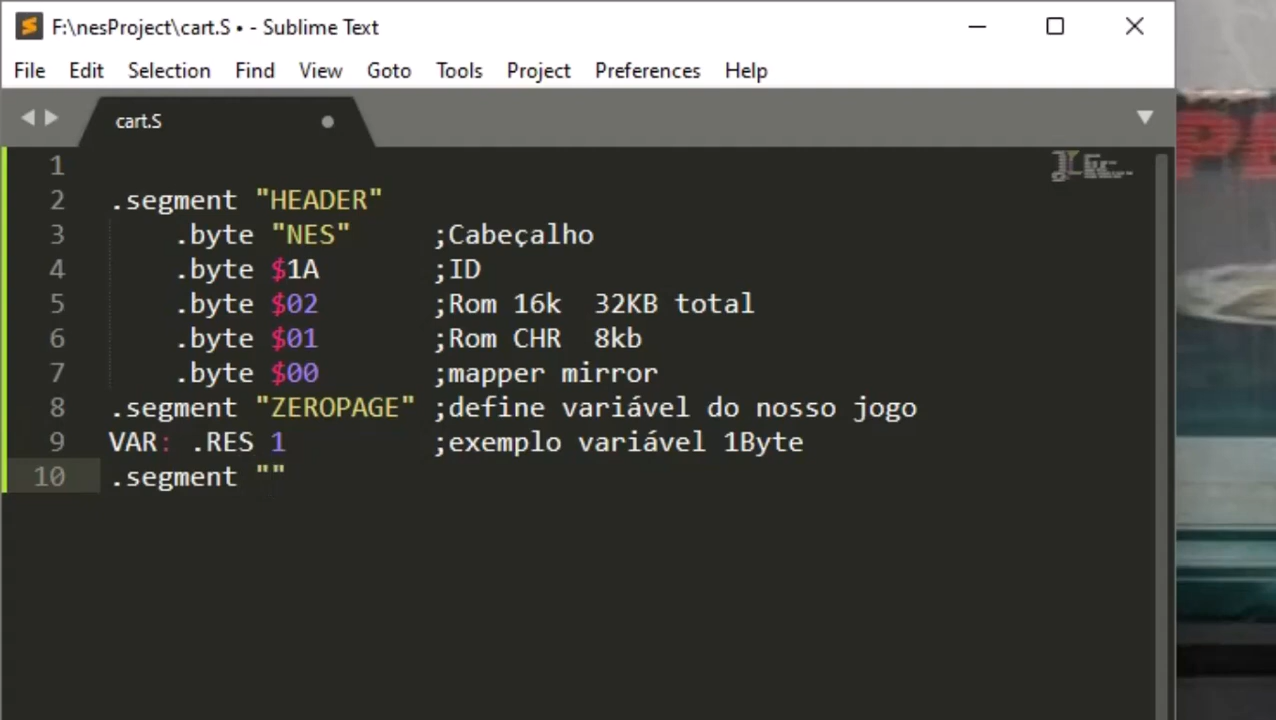 F:\nesProject\cart.S • - Sublime Text
File Edit Selection Find View Goto Tools Project Preferences Help
cart.S
1
2 .segment "HEADER"
3 .byte "NES" ;Cabeçalho
4 .byte $1A ;ID
5 .byte $02 ;Rom 16k 32KB total
6 .byte $01 ;Rom CHR 8kb
7 .byte $00 ;mapper mirror
8 .segment "ZEROPAGE" ;define variável do nosso jogo
9 VAR: .RES 1 ;exemplo variável 1Byte
10 .segment ""